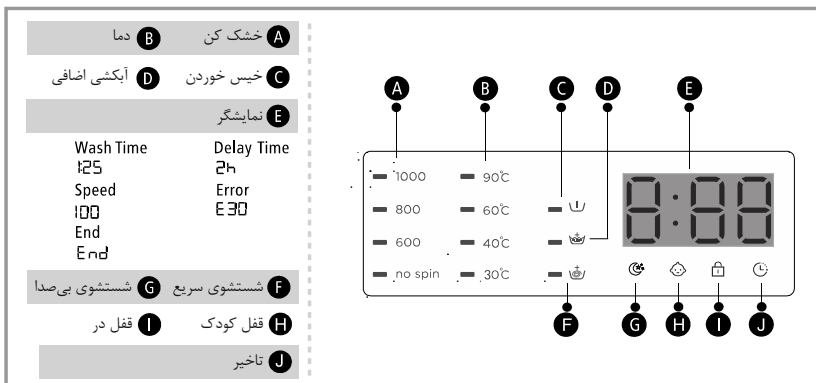 A خشک کن B دما
C خیس خوردن D آبکشی اضافی
E نمایشگر
Wash Time Delay Time
1:25 2h
Speed Error
100 E30
End
End
F شستشوی سریع G شستشوی بی‌صدا
H قفل کودک I قفل در
J تاخیر
A B C D E
1000 90°C
800 60°C
600 40°C
no spin 30°C
8:88
F G H I J